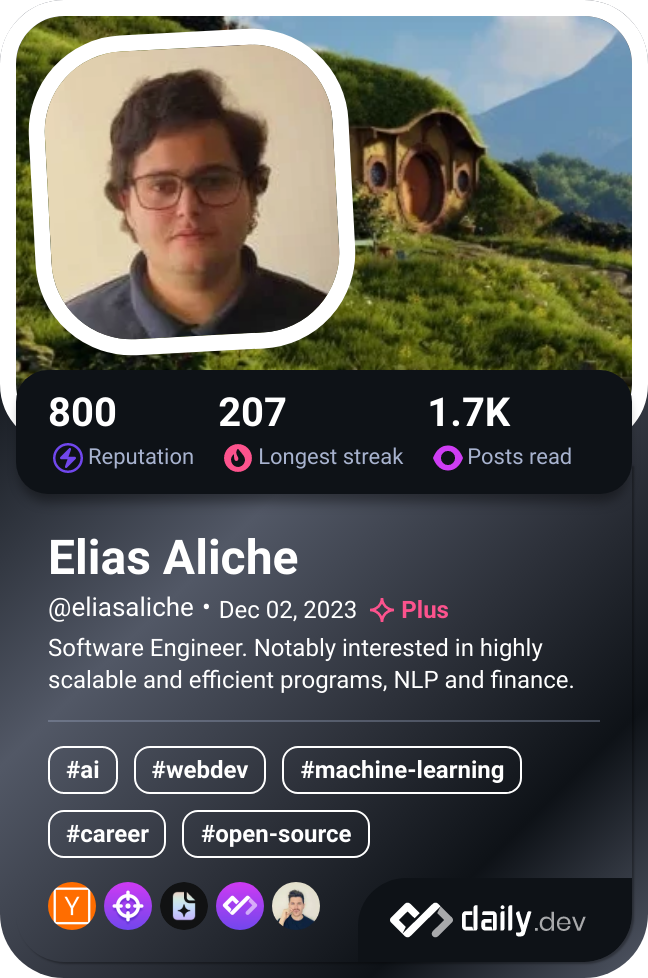 800 207 1.7K
Reputation Longest streak Posts read
Elias Aliche
@eliasaliche • Dec 02, 2023 Plus
Software Engineer. Notably interested in highly
scalable and efficient programs, NLP and finance.
#ai #webdev #machine-learning
#career #open-source
Y
daily.dev